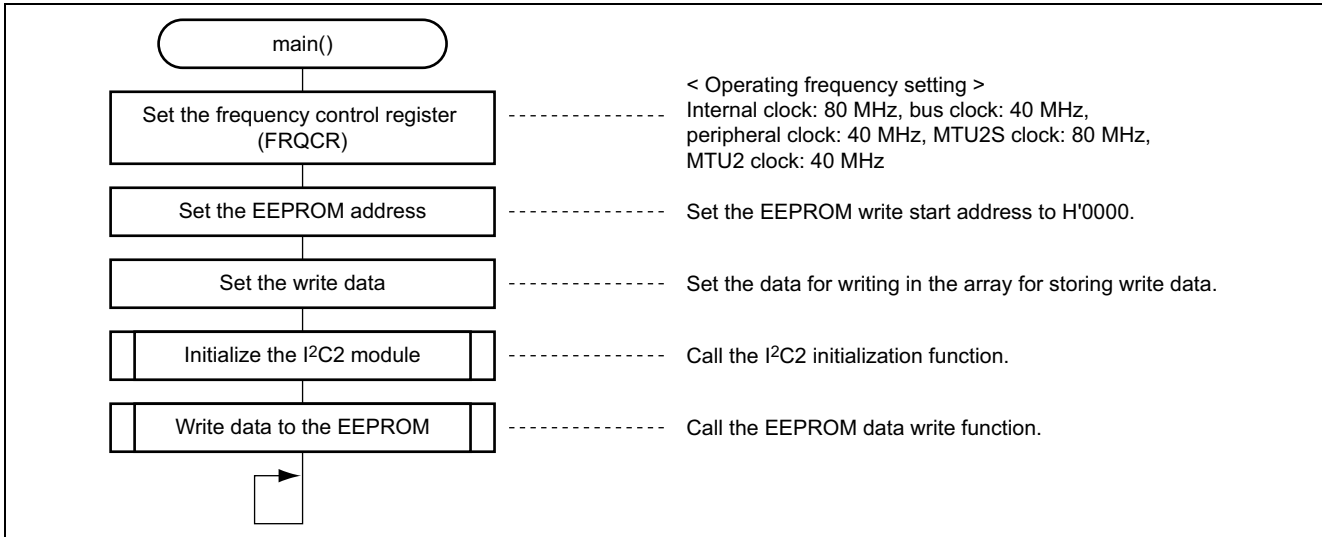 main()
Set the frequency control register
(FRQCR)
< Operating frequency setting >
Internal clock: 80 MHz, bus clock: 40 MHz,
peripheral clock: 40 MHz, MTU2S clock: 80 MHz,
MTU2 clock: 40 MHz
Set the EEPROM address
Set the EEPROM write start address to H'0000.
Set the write data
Set the data for writing in the array for storing write data.
Initialize the I2C2 module
Call the I2C2 initialization function.
Write data to the EEPROM
Call the EEPROM data write function.